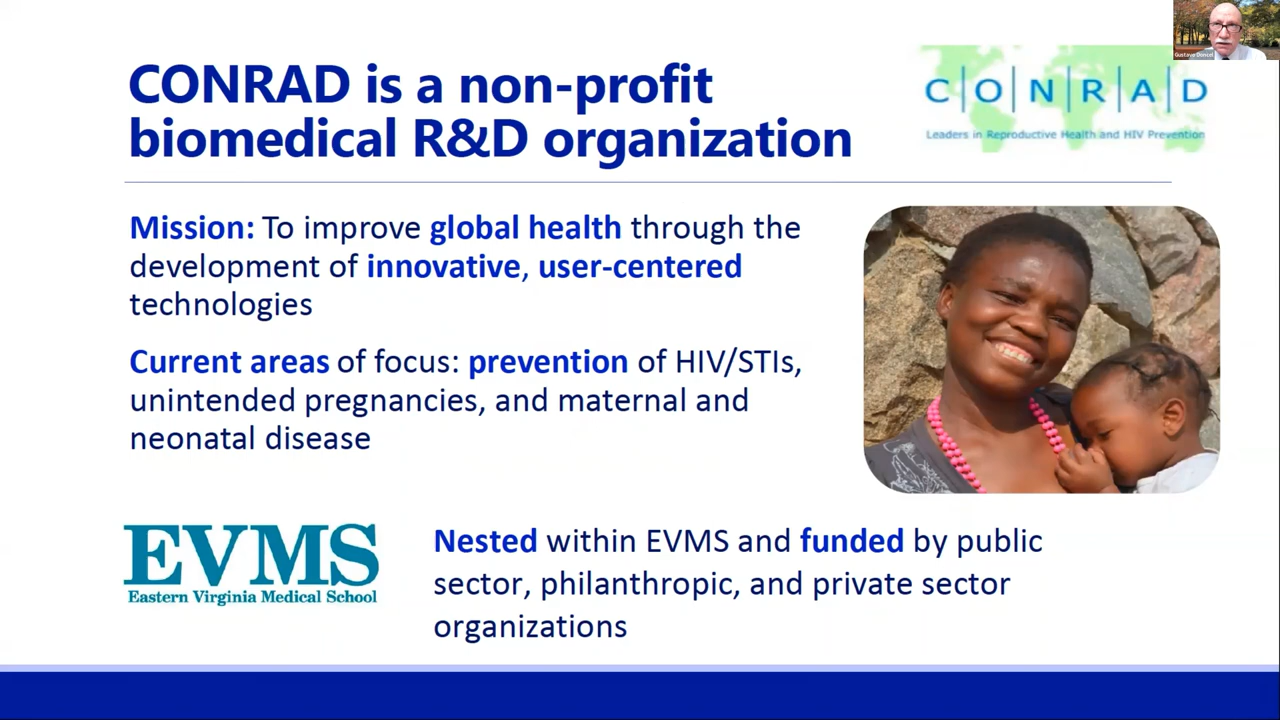 CONRAD is a non-profit
biomedical R&D organization
C|O|N|R|A|D
Leaders in Reproductive Health and HIV Prevention
Gustavo Doncel
Mission: To improve global health through the
development of innovative, user-centered
technologies
Current areas of focus: prevention of HIV/STIs,
unintended pregnancies, and maternal and
neonatal disease
EVMS
Eastern Virginia Medical School
Nested within EVMS and funded by public
sector, philanthropic, and private sector
organizations